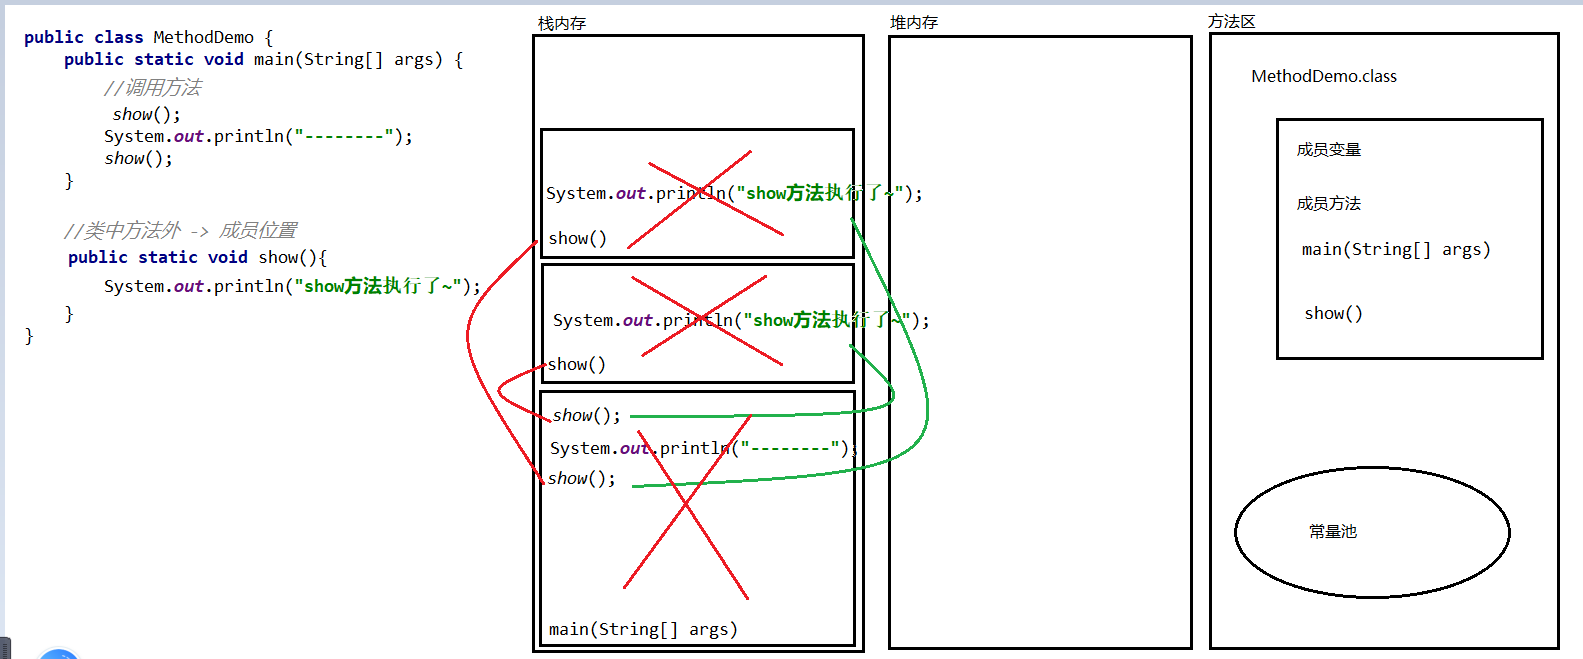 public class MethodDemo {
public static void main(String[] args) {
//调用方法
show();
System.out.println("--------");
show();
}
//类中方法外 -> 成员位置
public static void show(){
System.out.println("show方法执行了~");
}
}
栈内存
System.out.println("show方法执行了~");
show()
System.out.println("show方法执行了~");
show()
show();
System.out.println("--------");
show();
main(String[] args)
堆内存
方法区
MethodDemo.class
成员变量
成员方法
main(String[] args)
show()
常量池